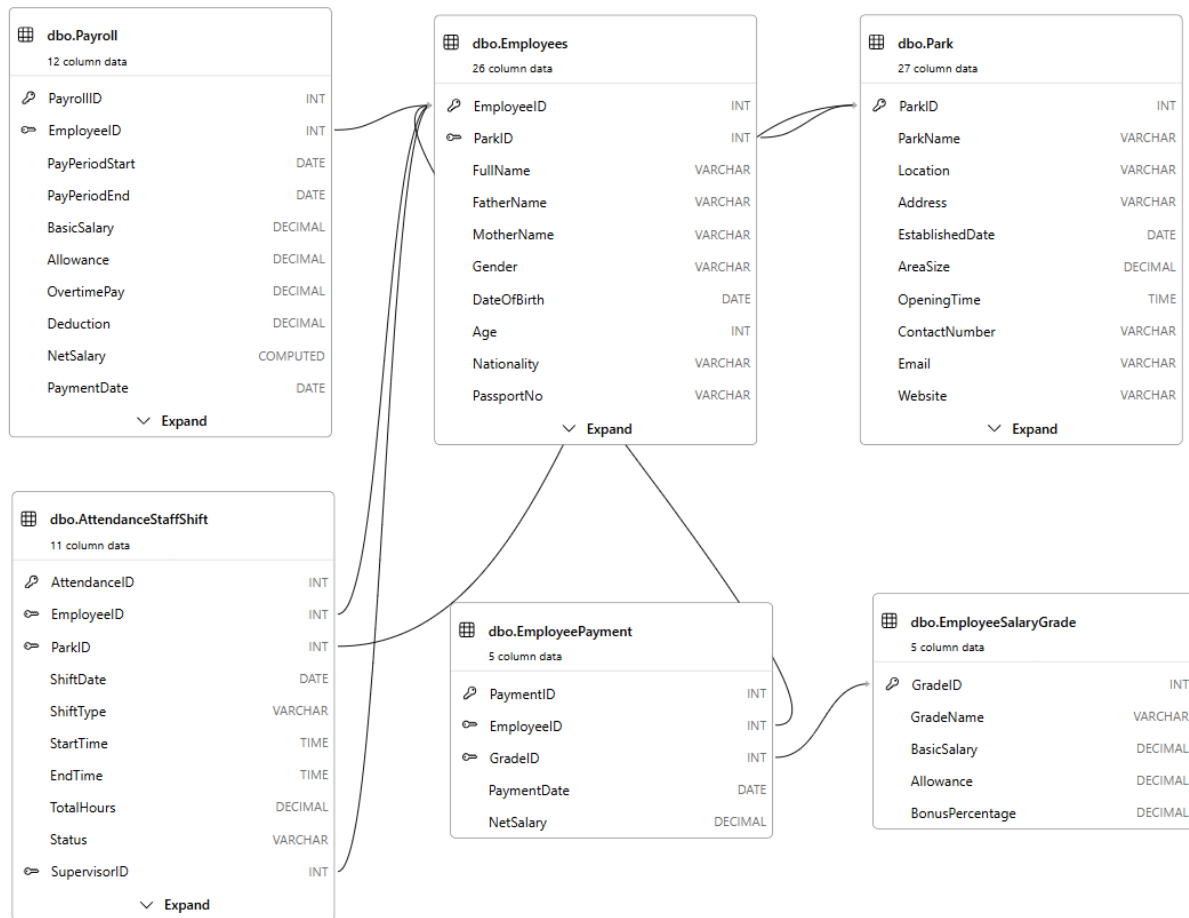 dbo.Payroll
12 column data
PayrollID INT
EmployeeID INT
PayPeriodStart DATE
PayPeriodEnd DATE
BasicSalary DECIMAL
Allowance DECIMAL
OvertimePay DECIMAL
Deduction DECIMAL
NetSalary COMPUTED
PaymentDate DATE
Expand
dbo.Employees
26 column data
EmployeeID INT
ParkID INT
FullName VARCHAR
FatherName VARCHAR
MotherName VARCHAR
Gender VARCHAR
DateOfBirth DATE
Age INT
Nationality VARCHAR
PassportNo VARCHAR
Expand
dbo.Park
27 column data
ParkID INT
ParkName VARCHAR
Location VARCHAR
Address VARCHAR
EstablishedDate DATE
AreaSize DECIMAL
OpeningTime TIME
ContactNumber VARCHAR
Email VARCHAR
Website VARCHAR
Expand
dbo.AttendanceStaffShift
11 column data
AttendanceID INT
EmployeeID INT
ParkID INT
ShiftDate DATE
ShiftType VARCHAR
StartTime TIME
EndTime TIME
TotalHours DECIMAL
Status VARCHAR
SupervisorID INT
Expand
dbo.EmployeePayment
5 column data
PaymentID INT
EmployeeID INT
GradeID INT
PaymentDate DATE
NetSalary DECIMAL
dbo.EmployeeSalaryGrade
5 column data
GradeID INT
GradeName VARCHAR
BasicSalary DECIMAL
Allowance DECIMAL
BonusPercentage DECIMAL